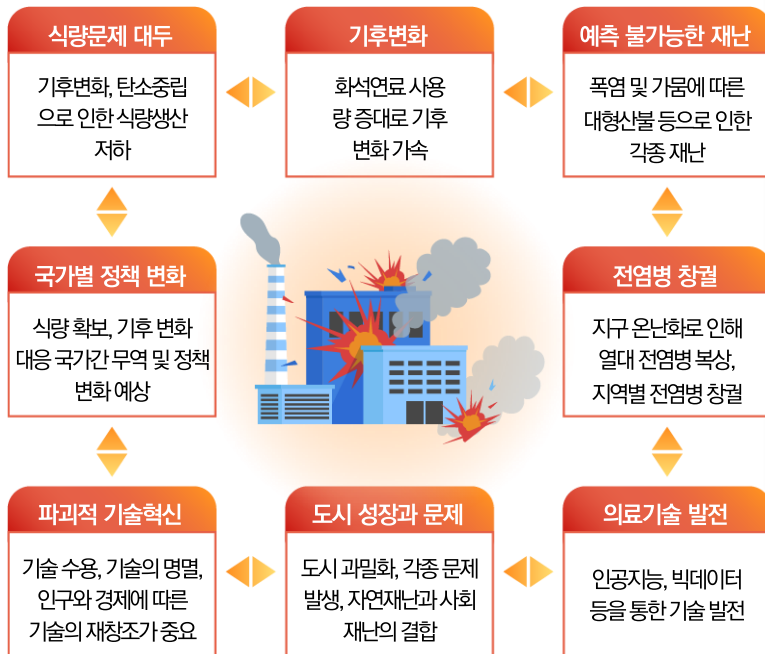 식량문제 대두
기후변화, 탄소중립
으로 인한 식량생산
저하
기후변화
화석연료 사용
량 증대로 기후
변화 가속
예측 불가능한 재난
폭염 및 가뭄에 따른
대형산불 등으로 인한
각종 재난
국가별 정책 변화
식량 확보, 기후 변화
대응 국가간 무역 및 정책
변화 예상
전염병 창궐
지구 온난화로 인해
열대 전염병 복상,
지역별 전염병 창궐
파괴적 기술혁신
기술 수용, 기술의 명멸,
인구와 경제에 따른
기술의 재창조가 중요
도시 성장과 문제
도시 과밀화, 각종 문제
발생, 자연재난과 사회
재난의 결합
의료기술 발전
인공지능, 빅데이터
등을 통한 기술 발전